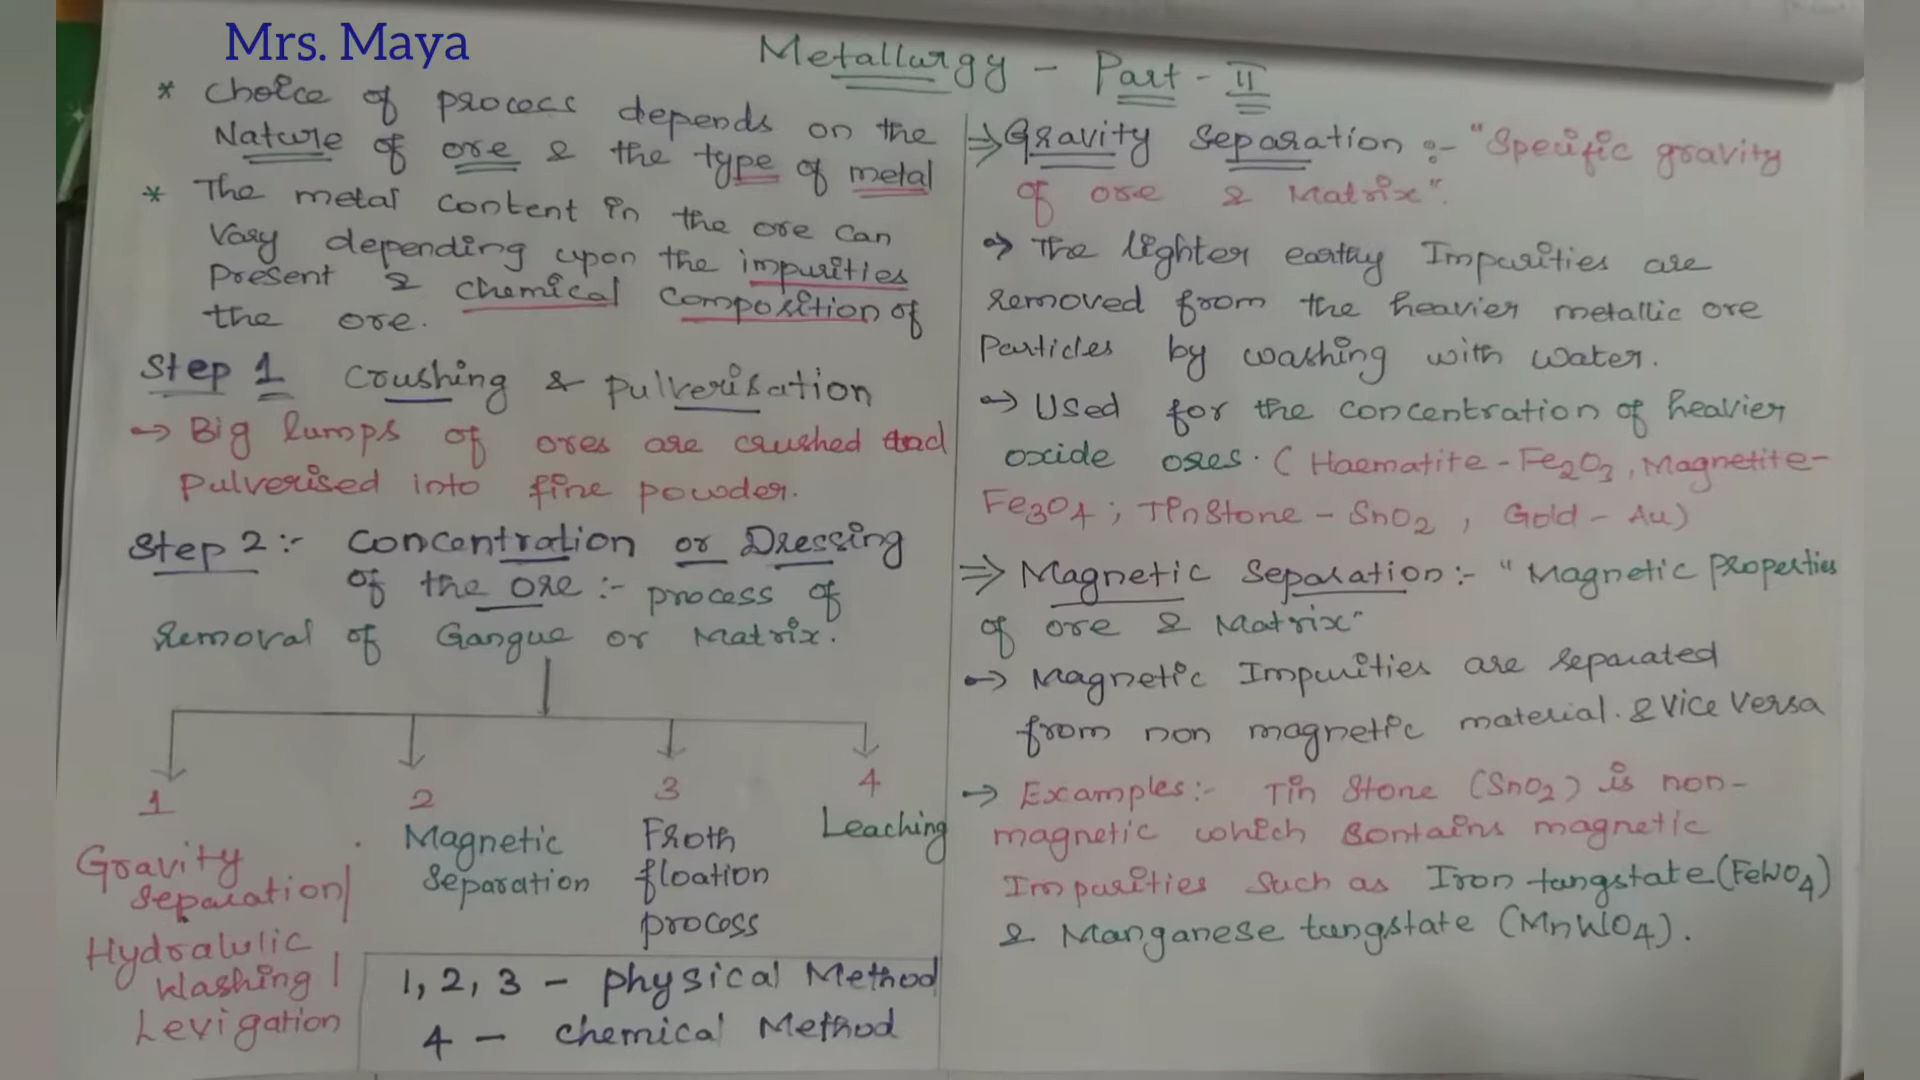 Mrs. Maya
Metallurgy - Part - II
* Choice of process depends on the
Nature of ore & the type of metal
* The metal content in the ore can
vary depending upon the impurities
present & chemical composition of
the ore.
Step 1 Crushing & pulverisation
→ Big lumps of ores are crushed and
pulverised into fine powder.
Step 2 :- Concentration or Dressing
of the ore :- process of
removal of Gangue or Matrix.
1 2 3 4
Gravity
separation/
Hydralulic
Washing /
Levigation
Magnetic
separation
Froth
floation
process
Leaching
1, 2, 3 - physical Method
4 - chemical Method
⇒ Gravity separation :- "Specific gravity
of ore & Matrix".
→ The lighter earthy Impurities are
removed from the heavier metallic ore
Particles by washing with water.
→ Used for the concentration of heavier
oxide ores. (Haematite - Fe2O3, Magnetite -
Fe3O4 ; Tin Stone - SnO2 , Gold - Au)
⇒ Magnetic Separation :- "Magnetic properties
of ore & Matrix"
→ Magnetic Impurities are separated
from non magnetic material. & Vice Versa
→ Examples :- Tin Stone (SnO2) is non-
magnetic which contains magnetic
Impurities such as Iron tangstate (FeWO4)
& Manganese tungstate (MnWO4).